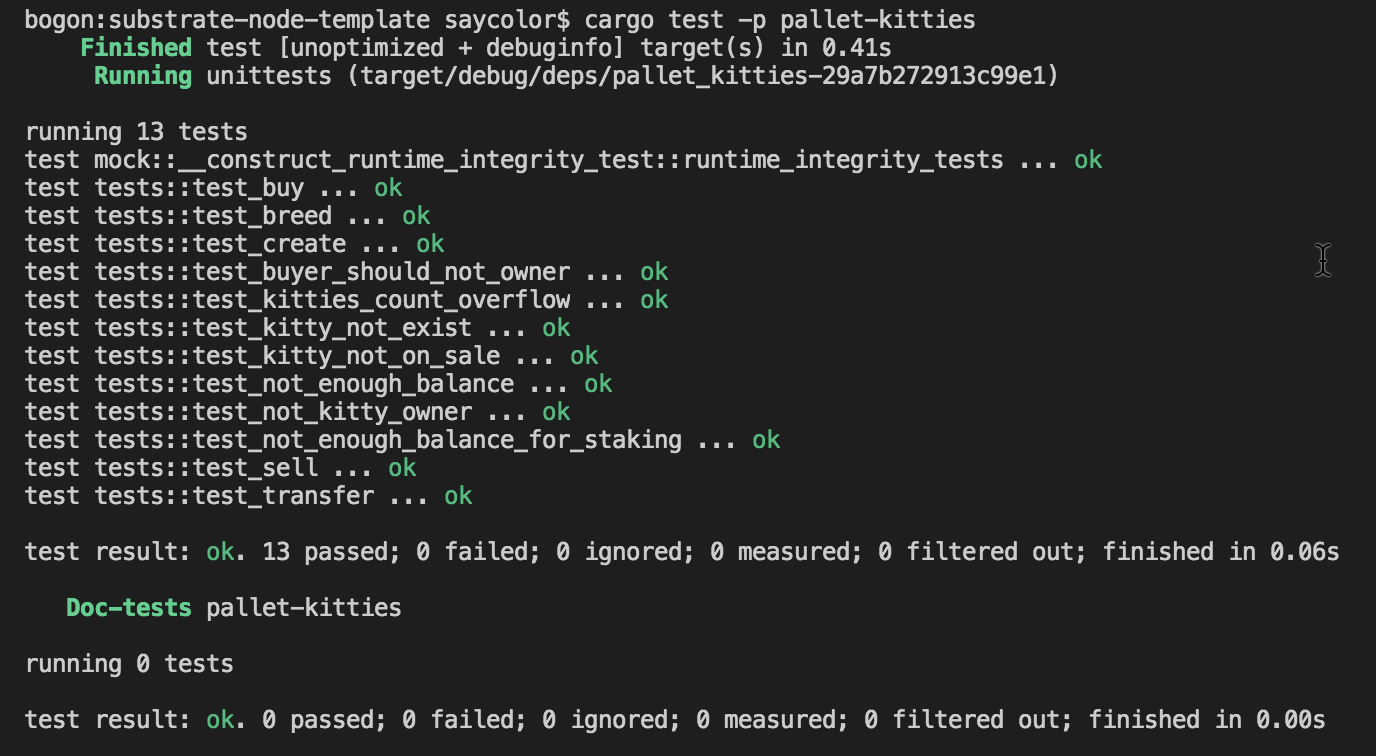 bogon:substrate-node-template saycolor$ cargo test -p pallet-kitties
Finished test [unoptimized + debuginfo] target(s) in 0.41s
Running unittests (target/debug/deps/pallet_kitties-29a7b272913c99e1)
running 13 tests
test mock::__construct_runtime_integrity_test::runtime_integrity_tests ... ok
test tests::test_buy ... ok
test tests::test_breed ... ok
test tests::test_create ... ok
test tests::test_buyer_should_not_owner ... ok
test tests::test_kitties_count_overflow ... ok
test tests::test_kitty_not_exist ... ok
test tests::test_kitty_not_on_sale ... ok
test tests::test_not_enough_balance ... ok
test tests::test_not_kitty_owner ... ok
test tests::test_not_enough_balance_for_staking ... ok
test tests::test_sell ... ok
test tests::test_transfer ... ok
test result: ok. 13 passed; 0 failed; 0 ignored; 0 measured; 0 filtered out; finished in 0.06s
Doc-tests pallet-kitties
running 0 tests
test result: ok. 0 passed; 0 failed; 0 ignored; 0 measured; 0 filtered out; finished in 0.00s